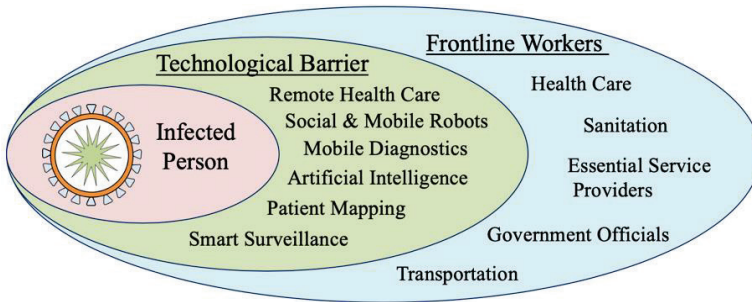 Frontline Workers
Technological Barrier
Health Care
Remote Health Care
Social & Mobile Robots
Sanitation
Infected
Person
Mobile Diagnostics
Essential Service
Providers
Artificial Intelligence
Patient Mapping
Government Officials
Smart Surveillance
Transportation